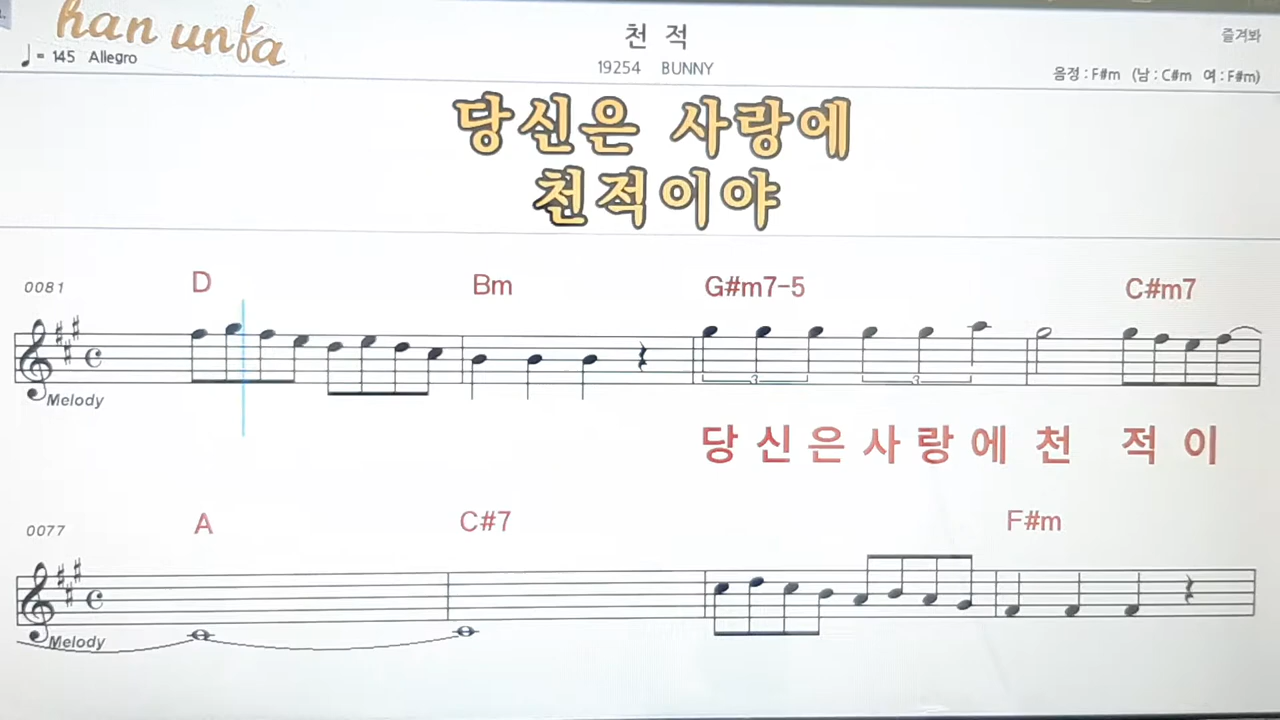 han unfa
♩= 145 Allegro
천 적
19254 BUNNY
즐겨봐
음정 : F#m (남 : C#m 여 : F#m)
당신은 사랑에
천적이야
0081
D Bm G#m7-5 C#m7
3 3
Melody
당 신 은 사 랑 에 천 적 이
0077
A C#7 F#m
Melody